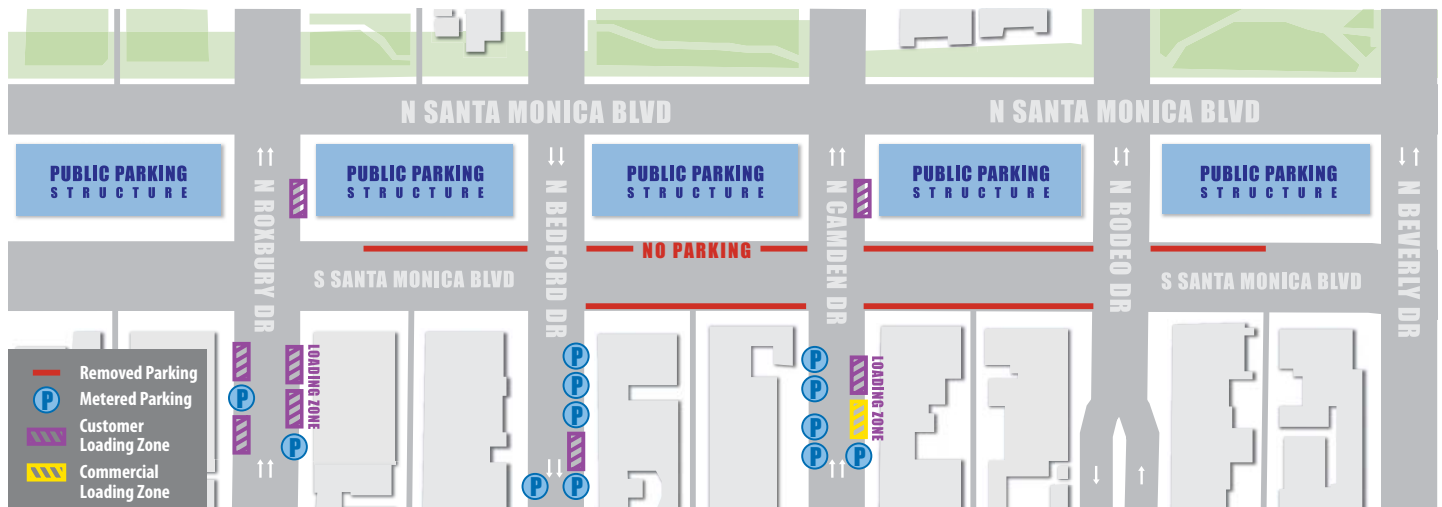 N SANTA MONICA BLVD
N SANTA MONICA BLVD
PUBLIC PARKING
STRUCTURE
PUBLIC PARKING
STRUCTURE
PUBLIC PARKING
STRUCTURE
PUBLIC PARKING
STRUCTURE
PUBLIC PARKING
STRUCTURE
N ROXBURY DR
N BEDFORD DR
N CAMDEN DR
N RODEO DR
N BEVERLY DR
NO PARKING
S SANTA MONICA BLVD
S SANTA MONICA BLVD
LOADING ZONE
LOADING ZONE
P
P
P
P
P
P
P
P
P
P
P
P
Removed Parking
P
Metered Parking
Customer
Loading Zone
Commercial
Loading Zone